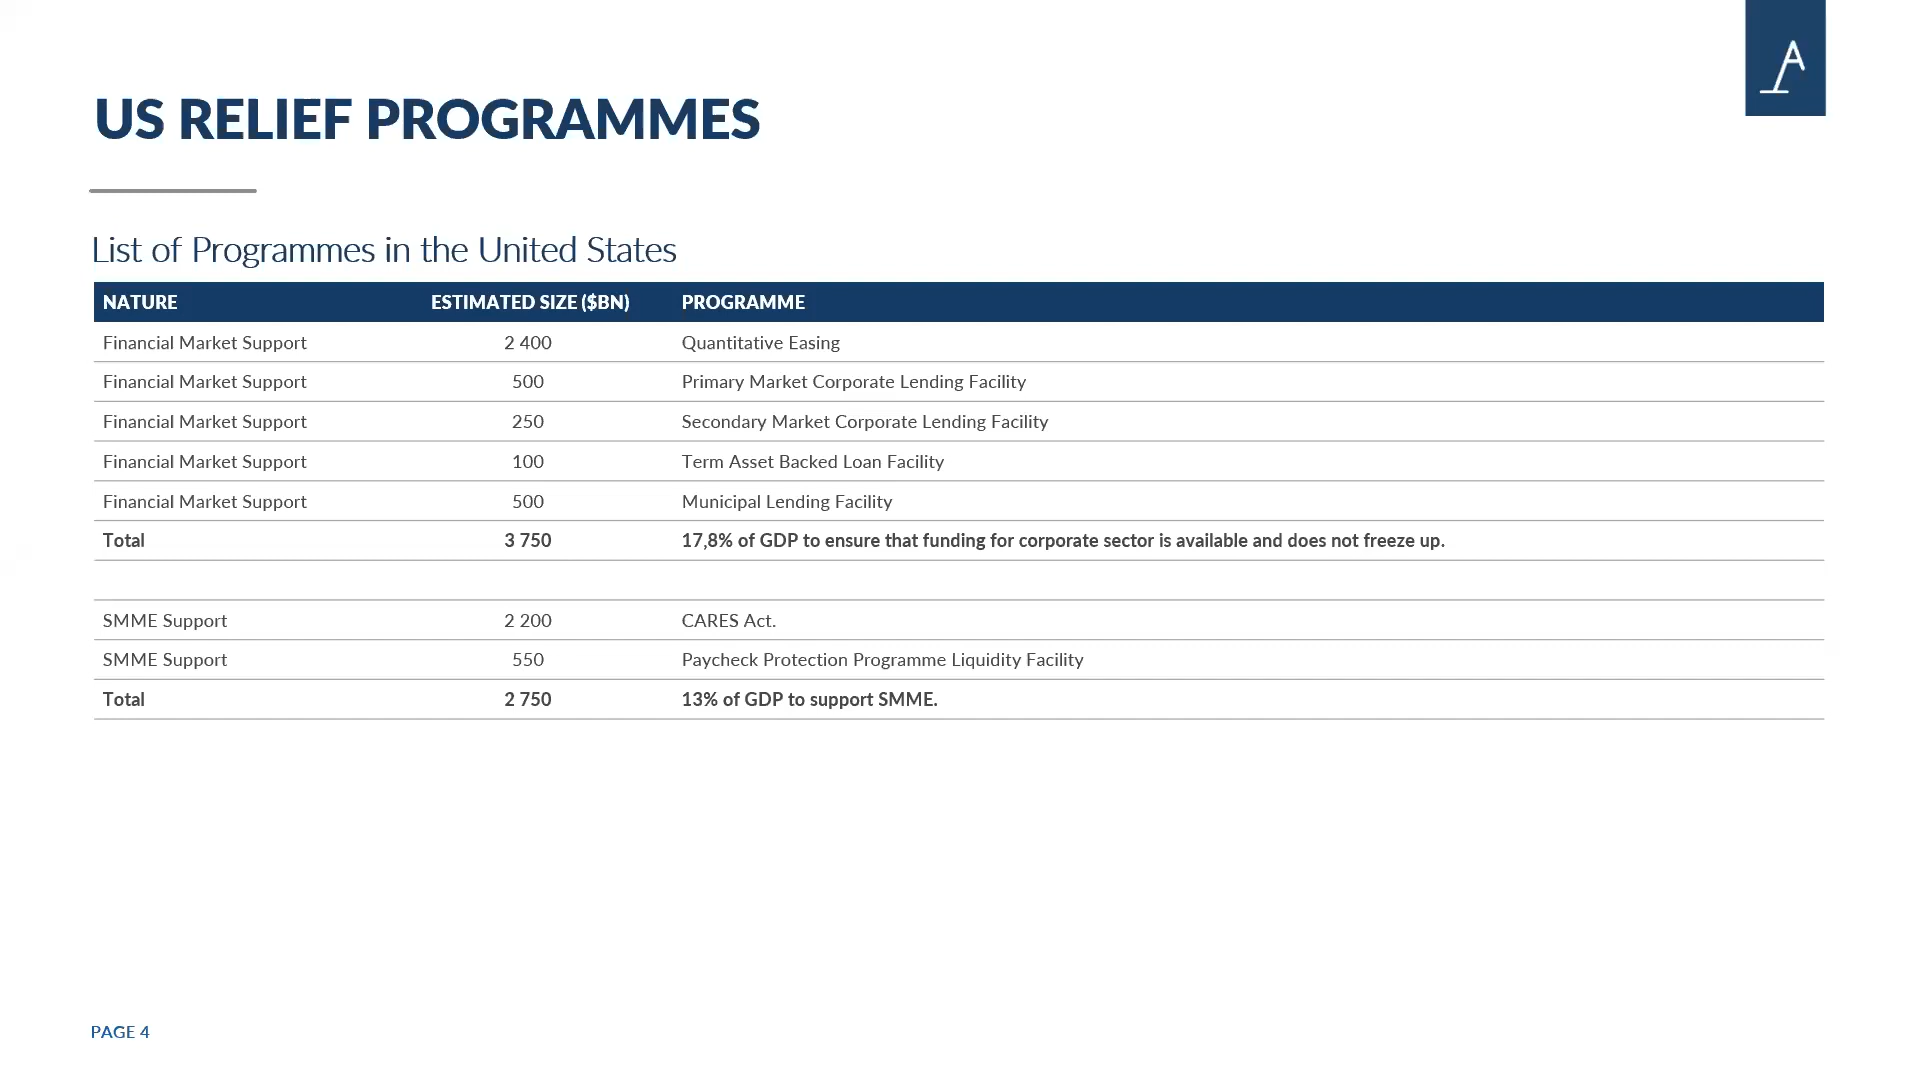 US RELIEF PROGRAMMES
List of Programmes in the United States
NATURE ESTIMATED SIZE ($BN) PROGRAMME
Financial Market Support 2 400 Quantitative Easing
Financial Market Support 500 Primary Market Corporate Lending Facility
Financial Market Support 250 Secondary Market Corporate Lending Facility
Financial Market Support 100 Term Asset Backed Loan Facility
Financial Market Support 500 Municipal Lending Facility
Total 3 750 17,8% of GDP to ensure that funding for corporate sector is available and does not freeze up.
SMME Support 2 200 CARES Act.
SMME Support 550 Paycheck Protection Programme Liquidity Facility
Total 2 750 13% of GDP to support SMME.
PAGE 4